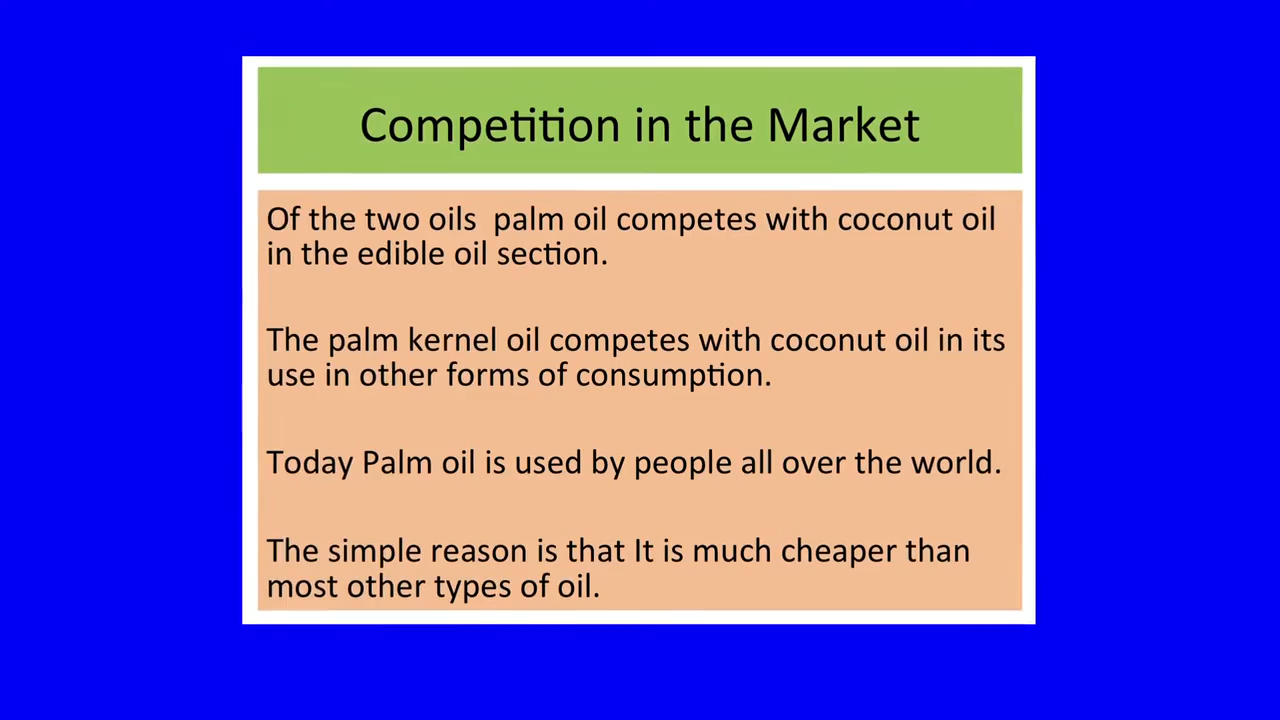 Competition in the Market
Of the two oils  palm oil competes with coconut oil
in the edible oil section.
The palm kernel oil competes with coconut oil in its
use in other forms of consumption.
Today Palm oil is used by people all over the world.
The simple reason is that It is much cheaper than
most other types of oil.